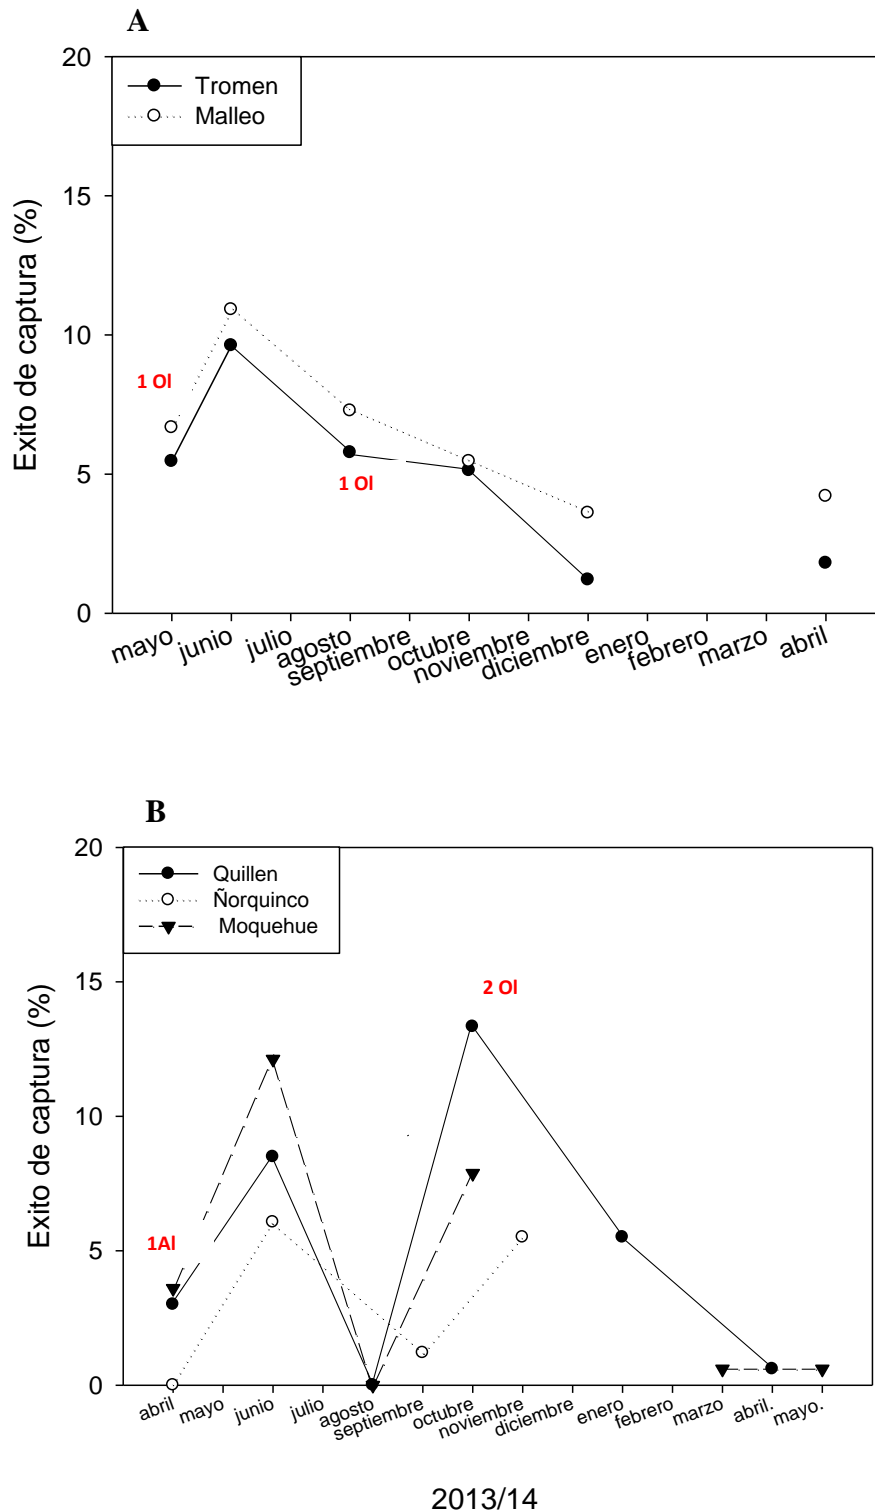 A
20
15
10
5
0
Exito de captura (%)
Tromen
Malleo
1 Ol
1 Ol
mayo
junio
julio
agosto
septiembre
octubre
noviembre
diciembre
enero
febrero
marzo
abril
B
20
15
10
5
0
Exito de captura (%)
Quillen
Ñorquinco
Moquehue
2 Ol
1Al
abril
mayo
junio
julio
agosto
septiembre
octubre
noviembre
diciembre
enero
febrero
marzo
abril.
mayo.
2013/14